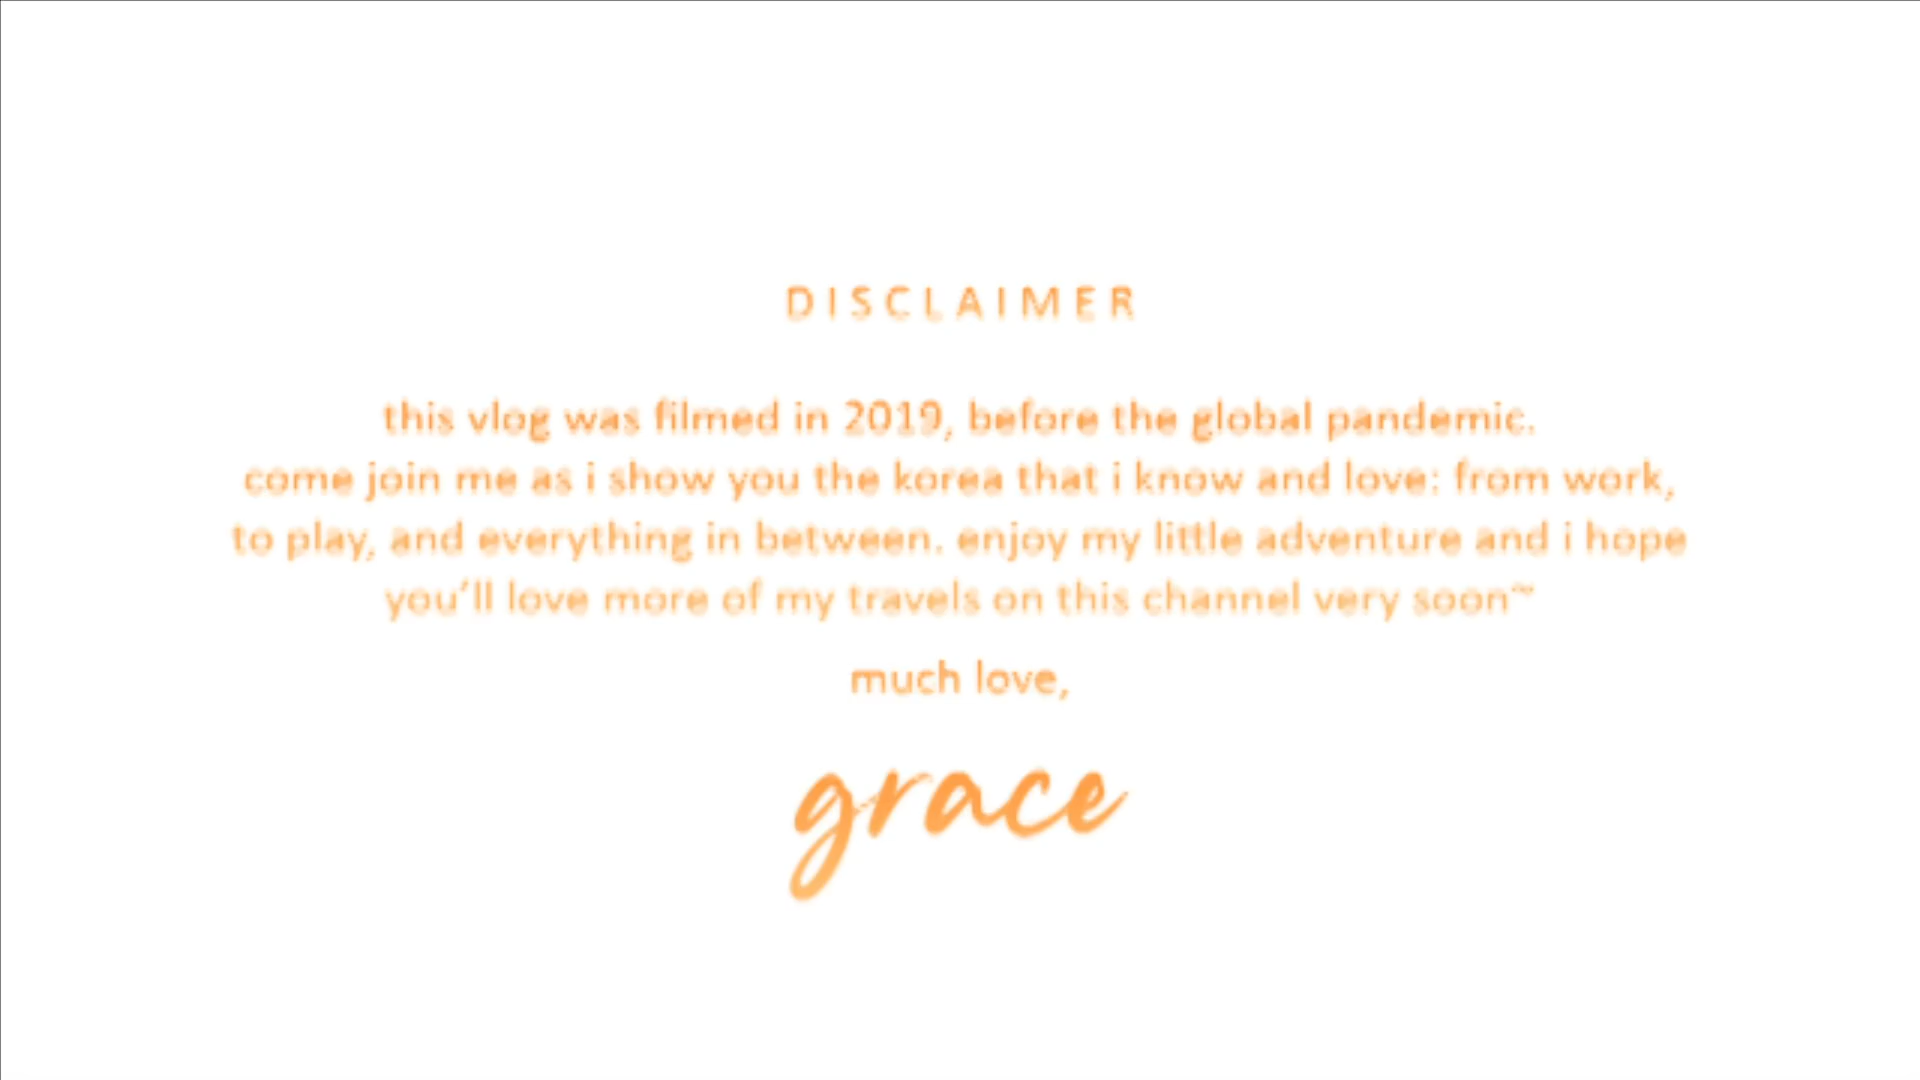 DISCLAIMER
this vlog was filmed in 2019, before the global pandemic.
come join me as i show you the korea that i know and love: from work,
to play, and everything in between. enjoy my little adventure and i hope
you’ll love more of my travels on this channel very soon~
much love,
grace